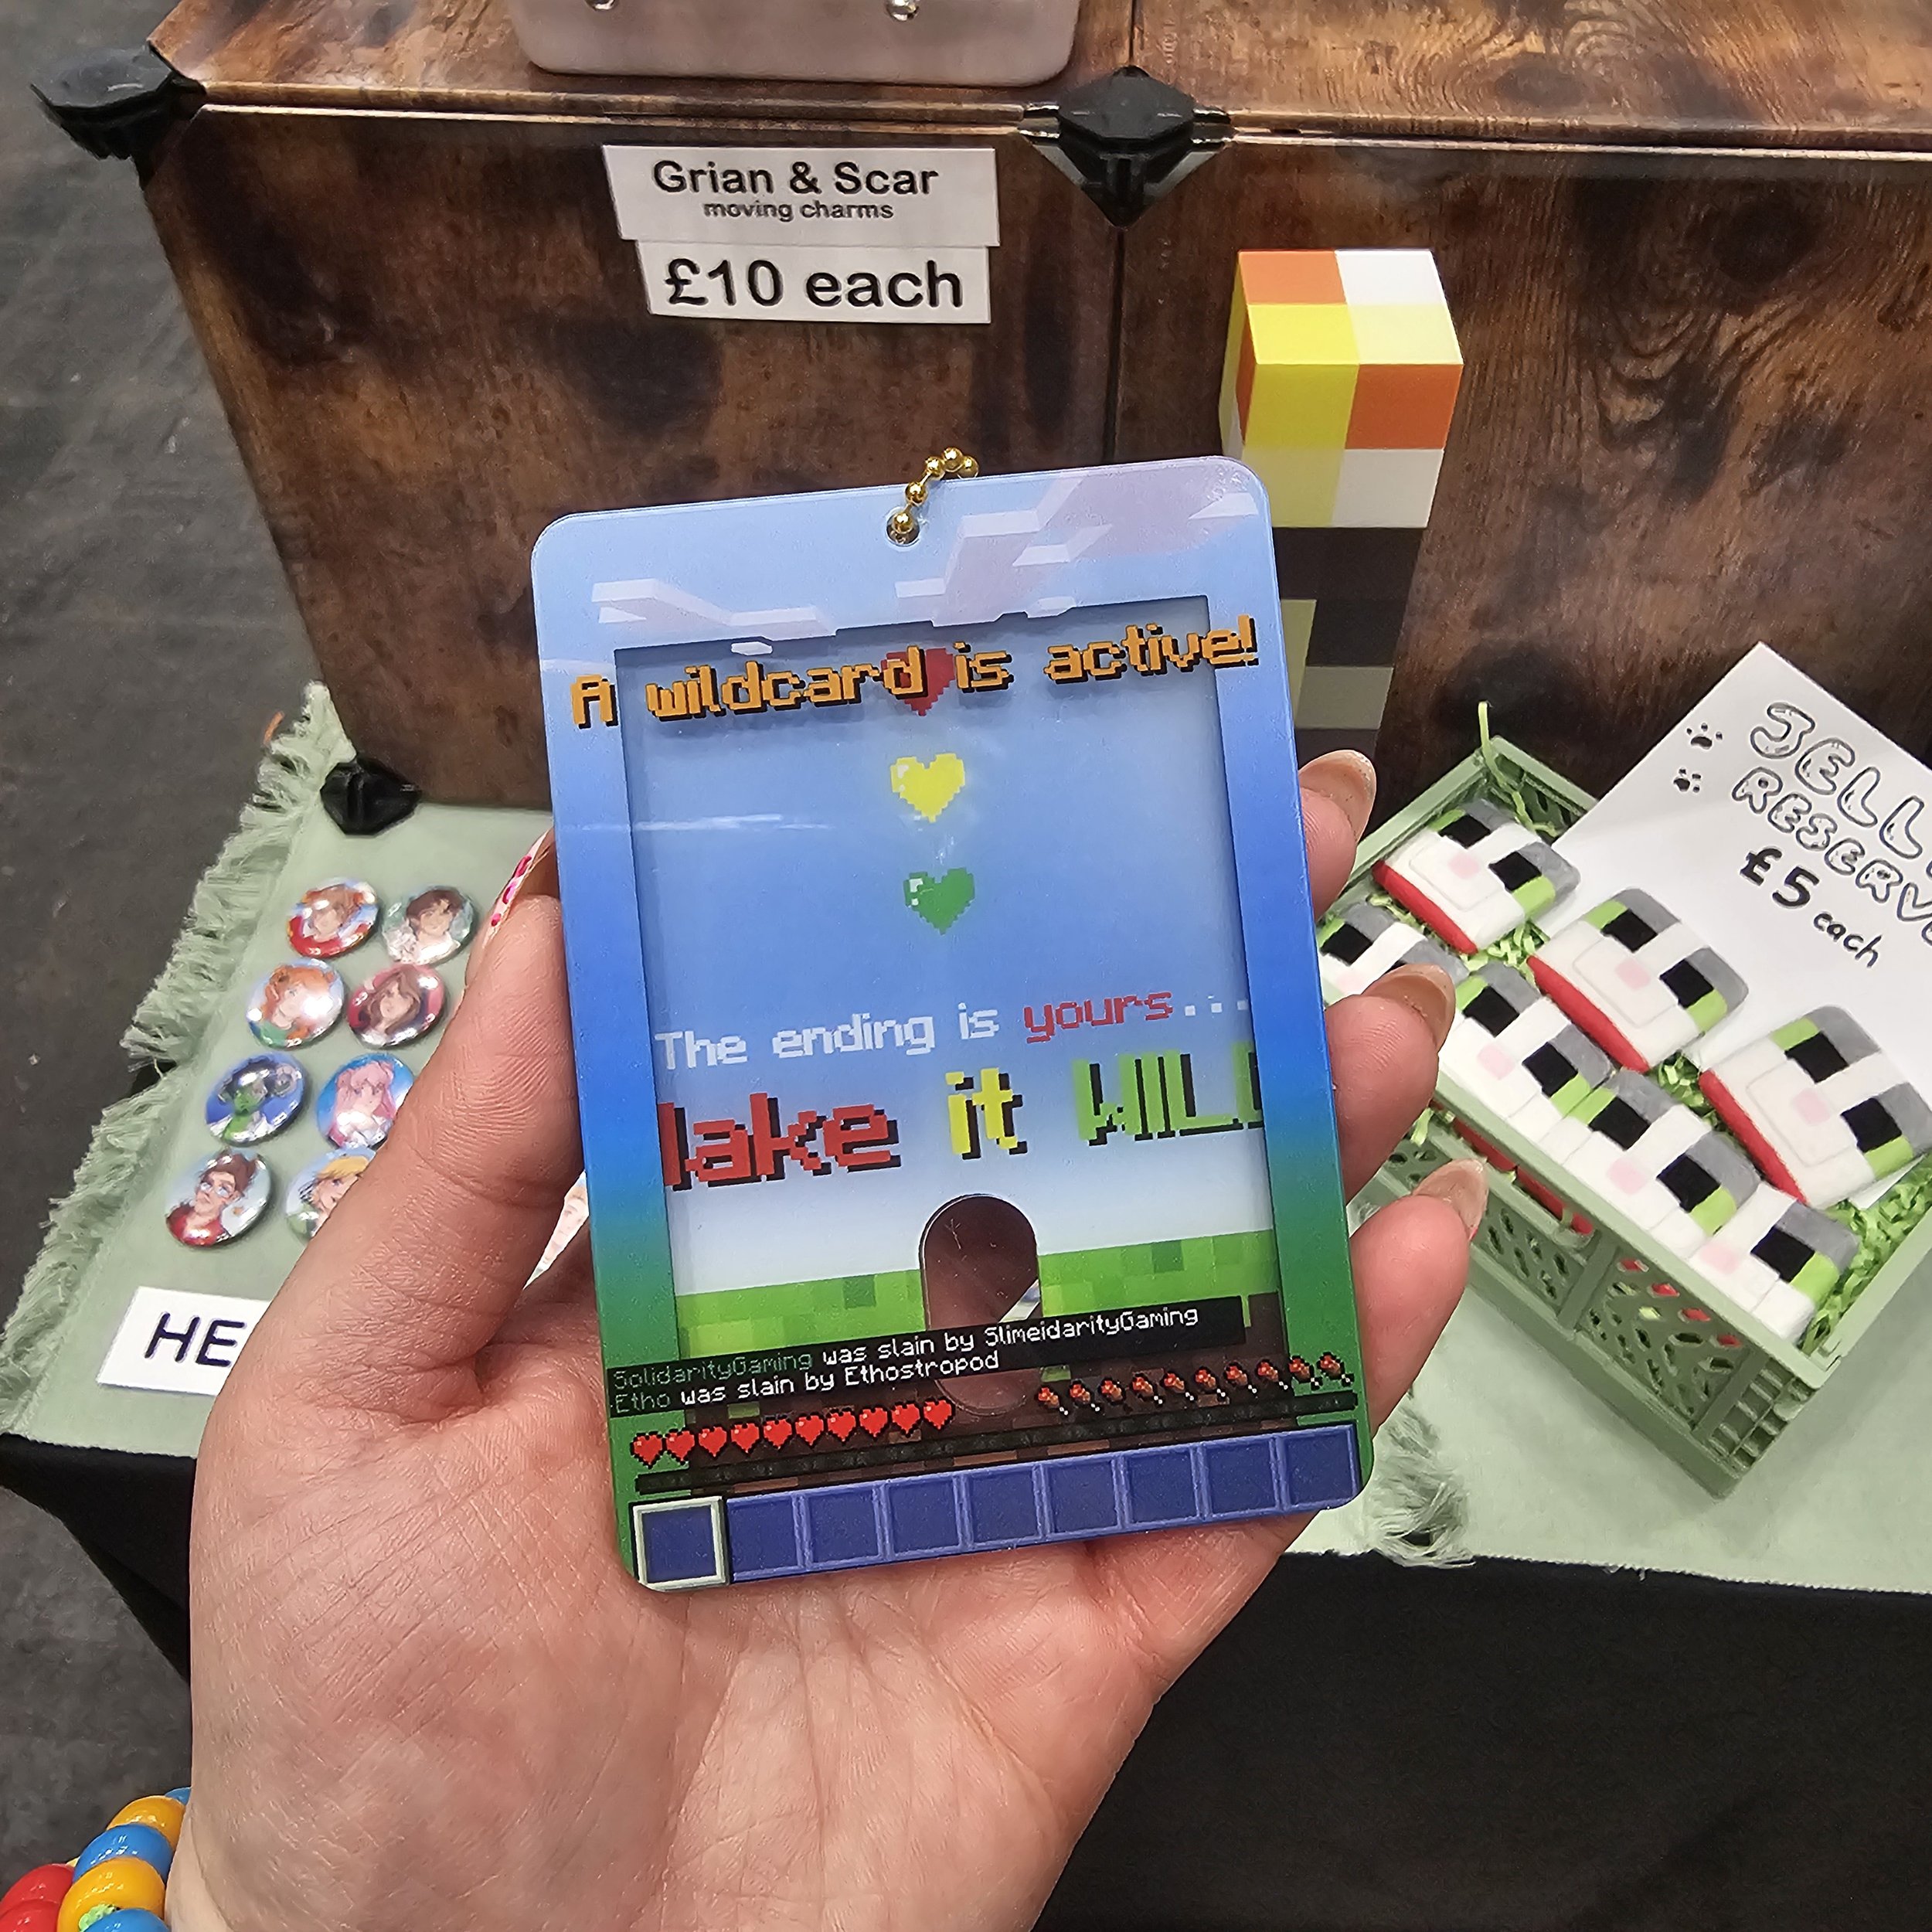 Grian & Scar
moving charms
£10 each
A wildcard is active!
The ending is yours...
it
SolidarityGaming was slain by SlimeidarityGaming
Etho was slain by Ethostropod
£5 each
HE